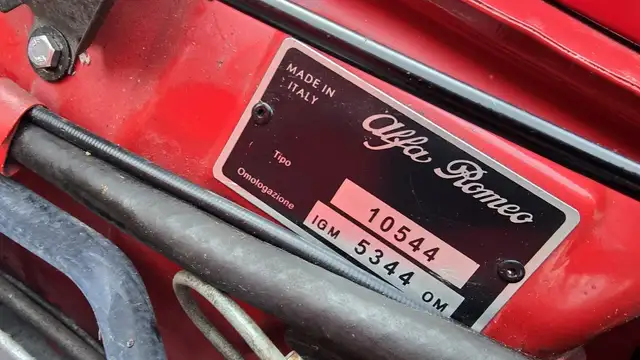 MADE IN
ITALY
Alfa Romeo
Tipo
10544
Omologazione
IGM 5344 OM